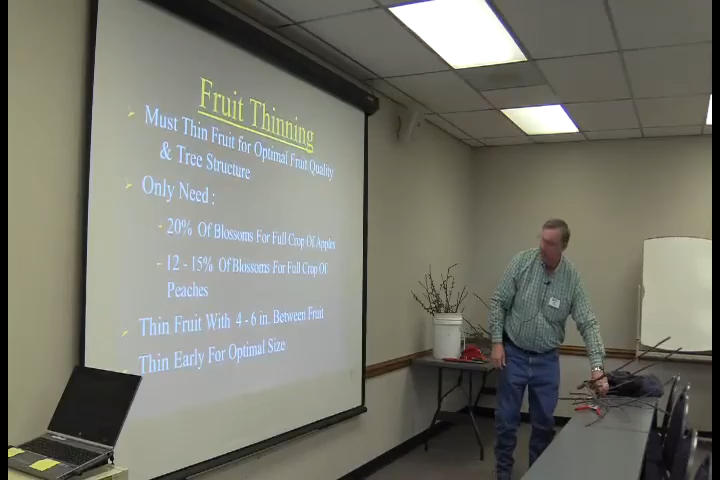 Fruit Thinning
Must Thin Fruit for Optimal Fruit Quality
& Tree Structure
Only Need :
20% Of Blossoms For Full Crop Of Apples
12 - 15% Of Blossoms For Full Crop Of
Peaches
Thin Fruit With 4 - 6 in. Between Fruit
Thin Early For Optimal Size